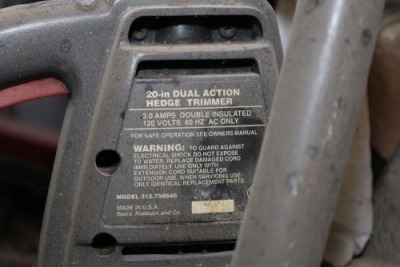 20-in DUAL ACTION
HEDGE TRIMMER
3.0 AMPS DOUBLE INSULATED
120 VOLTS 60 HZ AC ONLY
FOR SAFE OPERATION SEE OWNERS MANUAL
WARNING: TO GUARD AGAINST
ELECTRICAL SHOCK DO NOT EXPOSE
TO WATER. REPLACE DAMAGED CORD
IMMEDIATELY. USE ONLY WITH
EXTENSION CORD SUITABLE FOR
OUTDOOR USE. WHEN SERVICING USE
ONLY IDENTICAL REPLACEMENT PARTS.
MODEL 315.798640
MADE IN U.S.A.
Sears, Roebuck and Co.